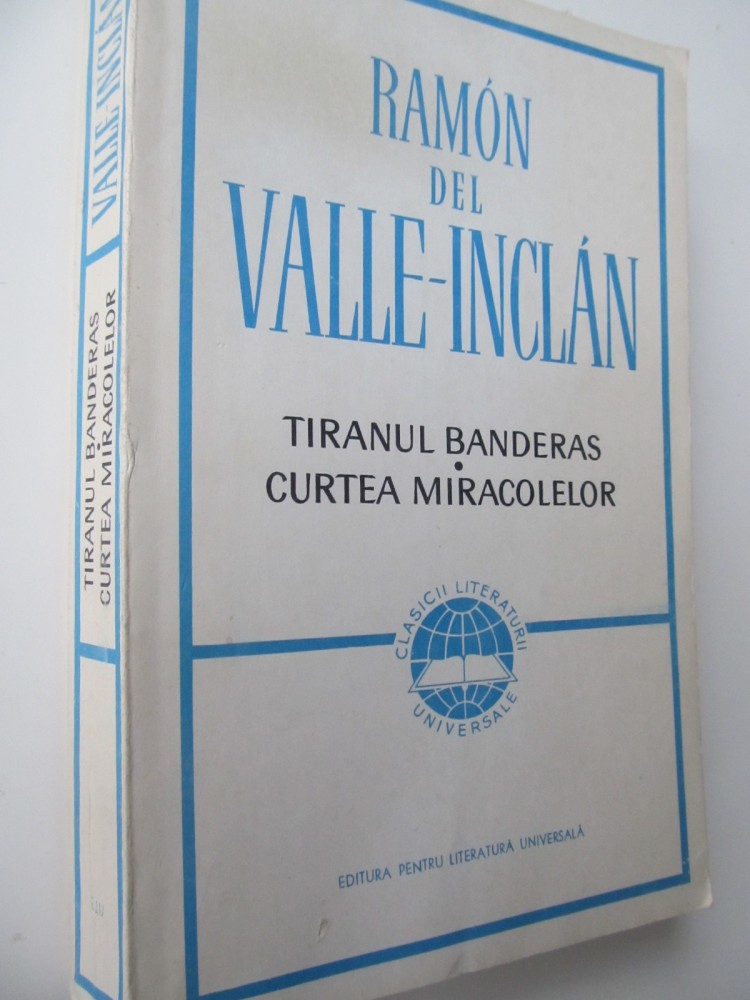 VALLE-INCLÁN
TIRANUL BANDERAS
•
CURTEA MIRACOLELOR
RAMÓN
DEL
VALLE-INCLÁN
TIRANUL BANDERAS
•
CURTEA MIRACOLELOR
CLASICII LITERATURII
UNIVERSALE
EDITURA PENTRU LITERATURĂ UNIVERSALĂ